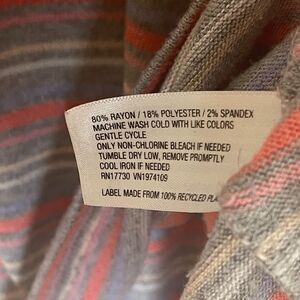 80% RAYON / 18% POLYESTER / 2% SPANDEX
MACHINE WASH COLD WITH LIKE COLORS
GENTLE CYCLE
ONLY NON-CHLORINE BLEACH IF NEEDED
TUMBLE DRY LOW, REMOVE PROMPTLY
COOL IRON IF NEEDED
RN17730 VN1974109
LABEL MADE FROM 100% RECYCLED